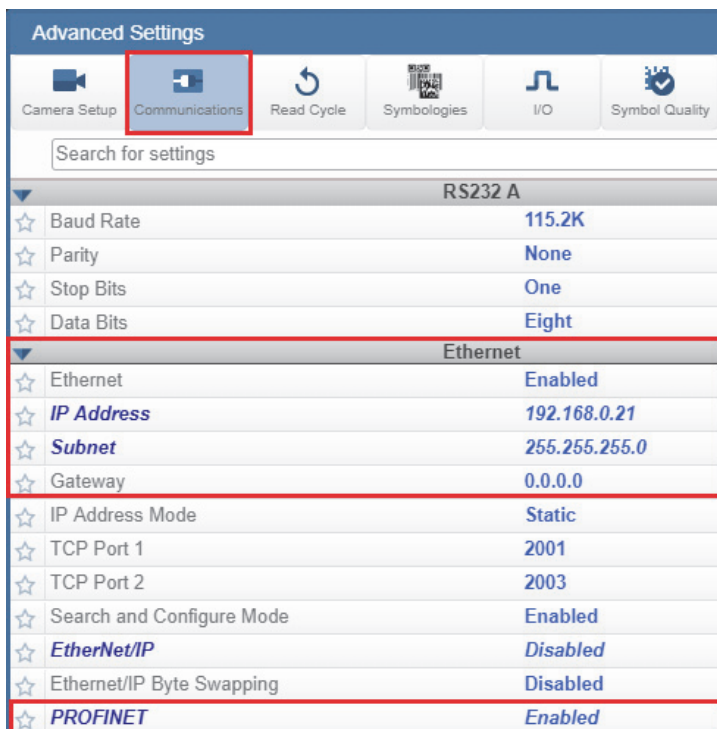 Advanced Settings
Camera Setup Communications Read Cycle Symbologies I/O Symbol Quality
Search for settings
RS232 A
Baud Rate 115.2K
Parity None
Stop Bits One
Data Bits Eight
Ethernet
Ethernet Enabled
IP Address 192.168.0.21
Subnet 255.255.255.0
Gateway 0.0.0.0
IP Address Mode Static
TCP Port 1 2001
TCP Port 2 2003
Search and Configure Mode Enabled
EtherNet/IP Disabled
Ethernet/IP Byte Swapping Disabled
PROFINET Enabled